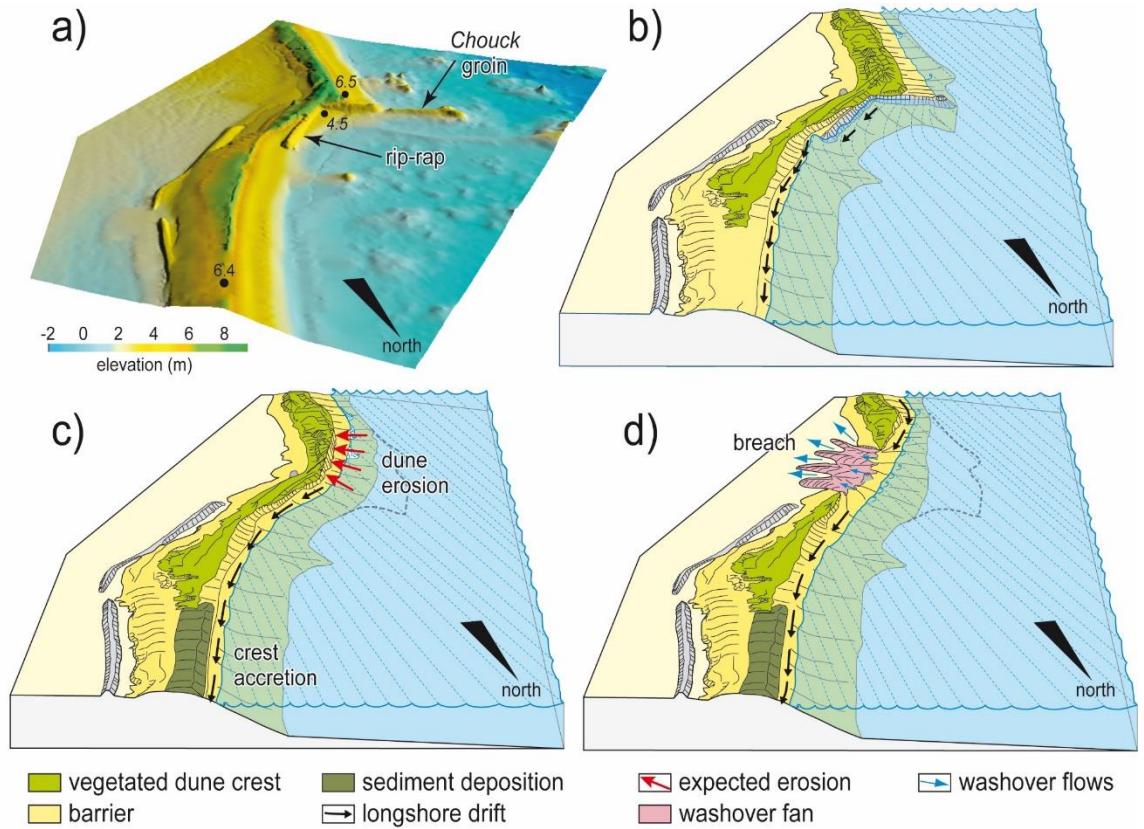 a)
Chouck
groin
6.5
4.5
rip-rap
6.4
-2 0 2 4 6 8
elevation (m)
north
b)
north
c)
dune
erosion
crest
accretion
north
d)
breach
north
vegetated dune crest
sediment deposition
expected erosion
washover flows
barrier
longshore drift
washover fan